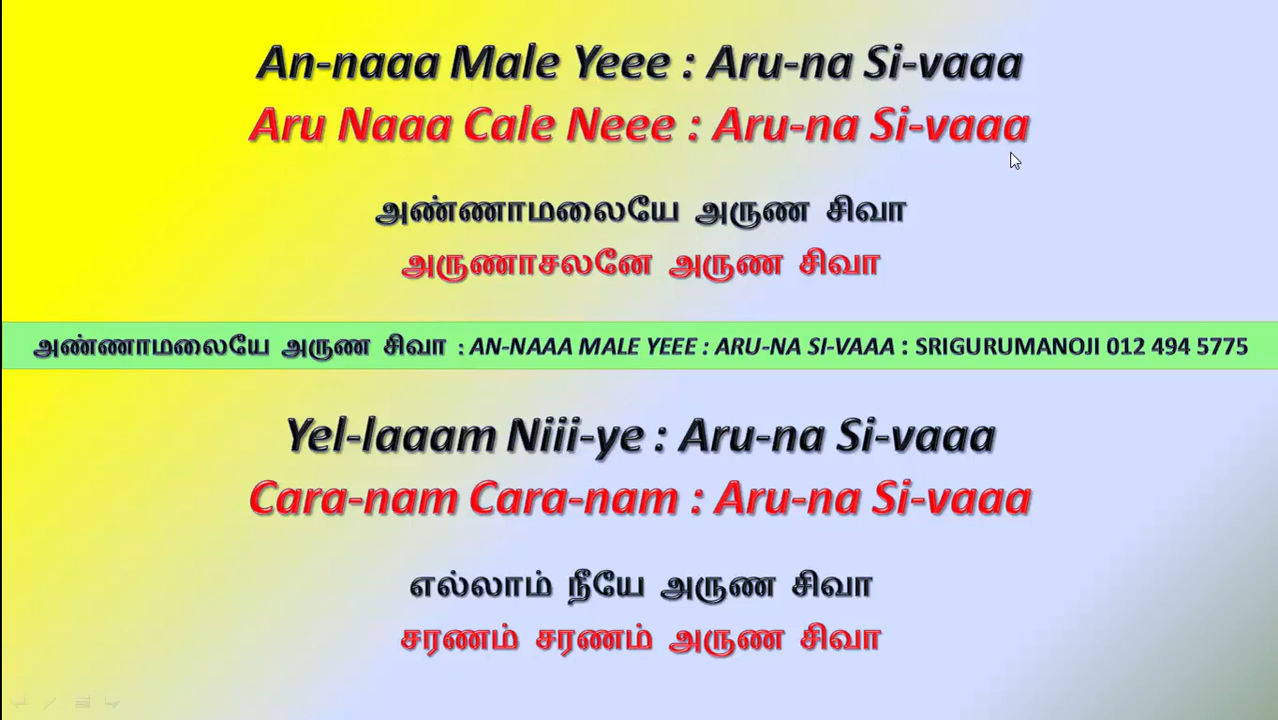 An-naaa Male Yeee : Aru-na Si-vaaa
Aru Naaa Cale Neee : Aru-na Si-vaaa
அண்ணாமலையே அருண சிவா
அருணாசலனே அருண சிவா
அண்ணாமலையே அருண சிவா : AN-NAAA MALE YEEE : ARU-NA SI-VAAA : SRIGURUMANOJI 012 494 5775
Yel-laaam Niii-ye : Aru-na Si-vaaa
Cara-nam Cara-nam : Aru-na Si-vaaa
எல்லாம் நீயே அருண சிவா
சரணம் சரணம் அருண சிவா